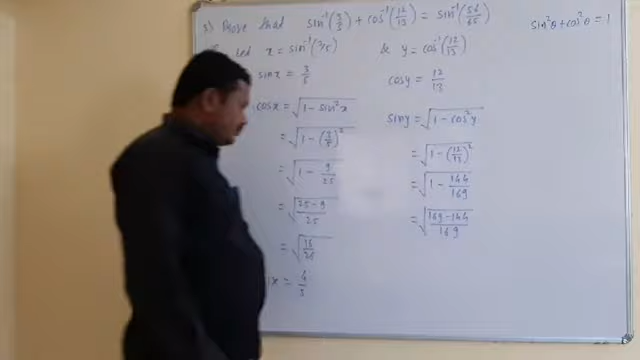 3) Prove that sin⁻¹(3/5) + cos⁻¹(12/13) = sin⁻¹(56/65)
sin²θ + cos²θ = 1
Let x = sin⁻¹(3/5) & y = cos⁻¹(12/13)
sinx = 3/5
cosy = 12/13
cosx = √(1 - sin²x)
= √(1 - (3/5)²)
= √(1 - 9/25)
= √((25-9)/25)
= √(16/25)
= 4/5
siny = √(1 - cos²y)
= √(1 - (12/13)²)
= √(1 - 144/169)
= √((169-144)/169)